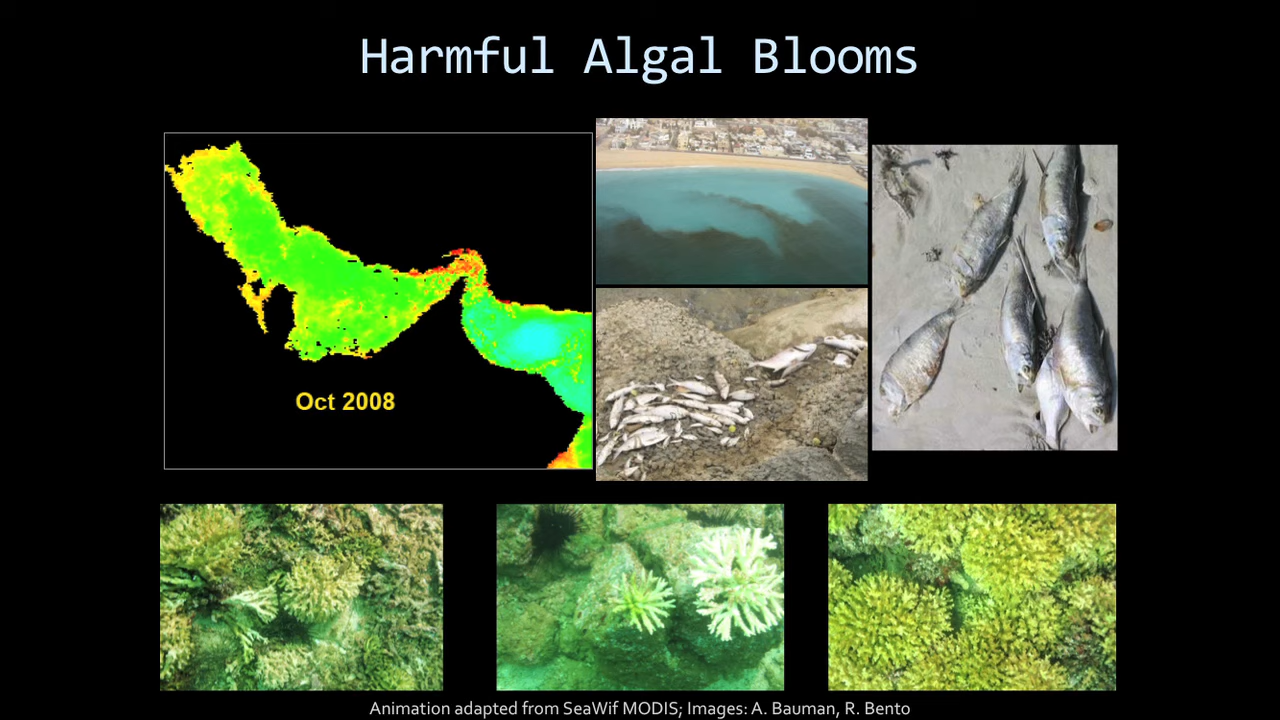 Harmful Algal Blooms
Oct 2008
Animation adapted from SeaWif MODIS; Images: A. Bauman, R. Bento